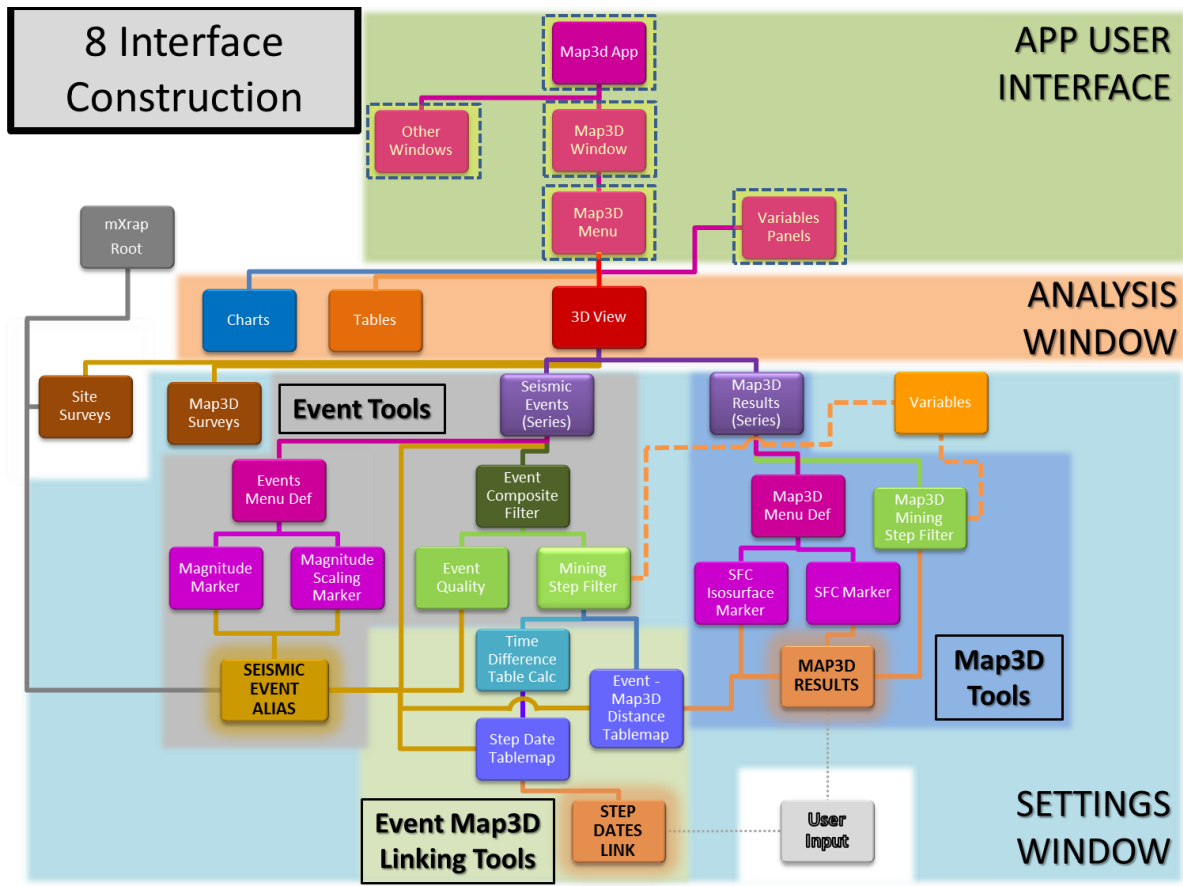 8 Interface
Construction
APP USER
INTERFACE
Map3d App
Other
Windows
Map3D
Window
Map3D
Menu
Variables
Panels
mXrap
Root
ANALYSIS
WINDOW
Charts
Tables
3D View
Site
Surveys
Map3D
Surveys
Event Tools
Seismic
Events
(Series)
Map3D
Results
(Series)
Variables
Events
Menu Def
Event
Composite
Filter
Map3D
Menu Def
Map3D
Mining
Step Filter
Magnitude
Marker
Magnitude
Scaling
Marker
Event
Quality
Mining
Step Filter
SFC
Isosurface
Marker
SFC Marker
SEISMIC
EVENT
ALIAS
Time
Difference
Table Calc
Event -
Map3D
Distance
Tablemap
MAP3D
RESULTS
Map3D
Tools
Step Date
Tablemap
Event Map3D
Linking Tools
STEP
DATES
LINK
User
Input
SETTINGS
WINDOW